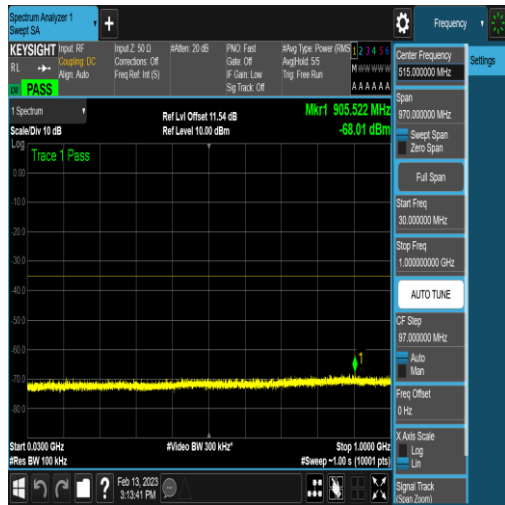 Spectrum Analyzer 1
Swept SA
Frequency
KEYSIGHT
Input: RF
Coupling: DC
Align: Auto
Input Z: 50 Ω
Corrections: Off
Freq Ref: Int (S)
#Atten: 20 dB
PNO: Fast
Gate: Off
IF Gain: Low
Sig Track: Off
#Avg Type: Power (RMS
Avg|Hold: 5/5
Trig: Free Run
1 2 3 4 5 6
M W W W W W
A A A A A A
RL
PASS
1 Spectrum
Scale/Div 10 dB
Ref Lvl Offset 11.54 dB
Ref Level 10.00 dBm
Mkr1 905.522 MHz
-68.01 dBm
Log
Trace 1 Pass
0.00
-10.0
-20.0
-30.0
-40.0
-50.0
-60.0
-70.0
-80.0
1
Start 0.0300 GHz
#Res BW 100 kHz
#Video BW 300 kHz*
Stop 1.0000 GHz
#Sweep ~1.00 s (10001 pts)
Feb 13, 2023
3:13:41 PM
Settings
Center Frequency
515.000000 MHz
Span
970.000000 MHz
Swept Span
Zero Span
Full Span
Start Freq
30.000000 MHz
Stop Freq
1.000000000 GHz
AUTO TUNE
CF Step
97.000000 MHz
Auto
Man
Freq Offset
0 Hz
X Axis Scale
Log
Lin
Signal Track
(Span Zoom)